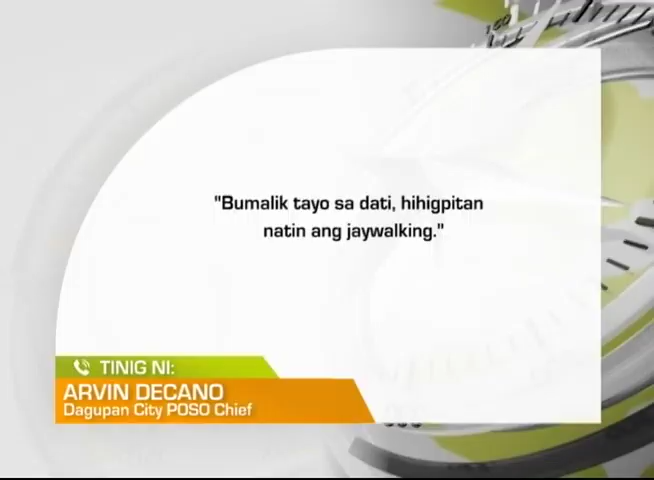 "Bumalik tayo sa dati, hihigpitan
natin ang jaywalking."
TINIG NI:
ARVIN DECANO
Dagupan City POSO Chief